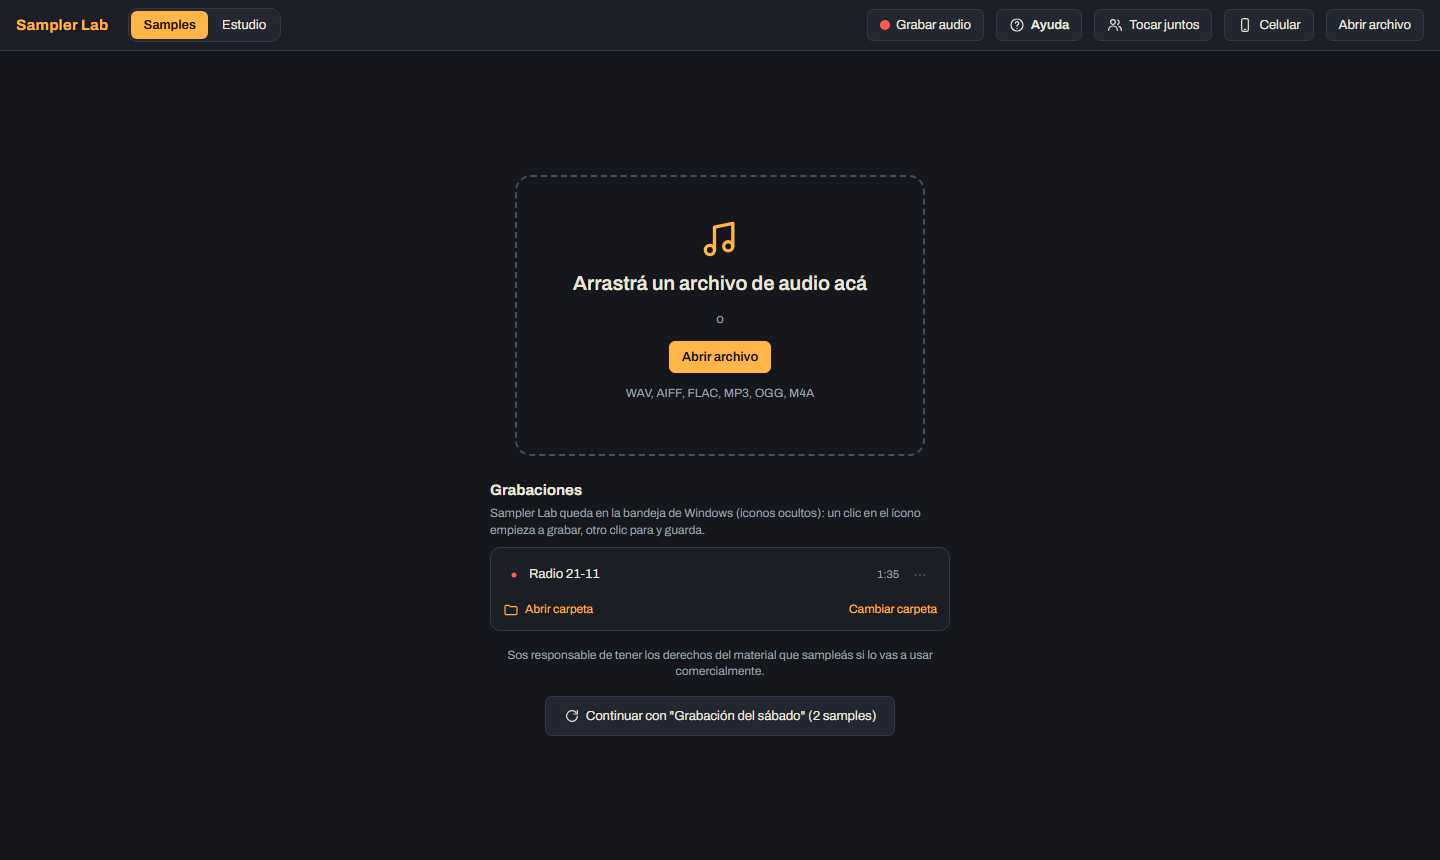 Sampler Lab
Samples
Estudio
Grabar audio
Ayuda
Tocar juntos
Celular
Abrir archivo
Arrastrá un archivo de audio acá
o
Abrir archivo
WAV, AIFF, FLAC, MP3, OGG, M4A
Grabaciones
Sampler Lab queda en la bandeja de Windows (iconos ocultos): un clic en el ícono
empieza a grabar, otro clic para y guarda.
Radio 21-11
1:35
Abrir carpeta
Cambiar carpeta
Sos responsable de tener los derechos del material que sampleás si lo vas a usar
comercialmente.
Continuar con "Grabación del sábado" (2 samples)